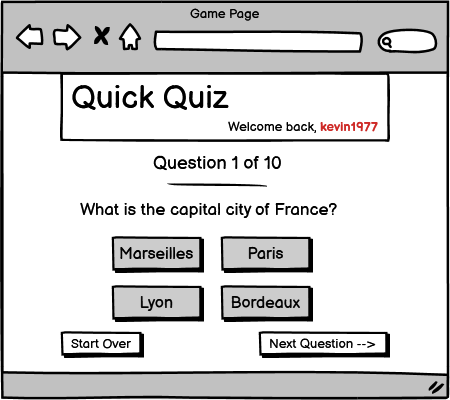 Game Page
Quick Quiz
Welcome back, kevin1977
Question 1 of 10
What is the capital city of France?
Marseilles Paris
Lyon Bordeaux
Start Over Next Question -->